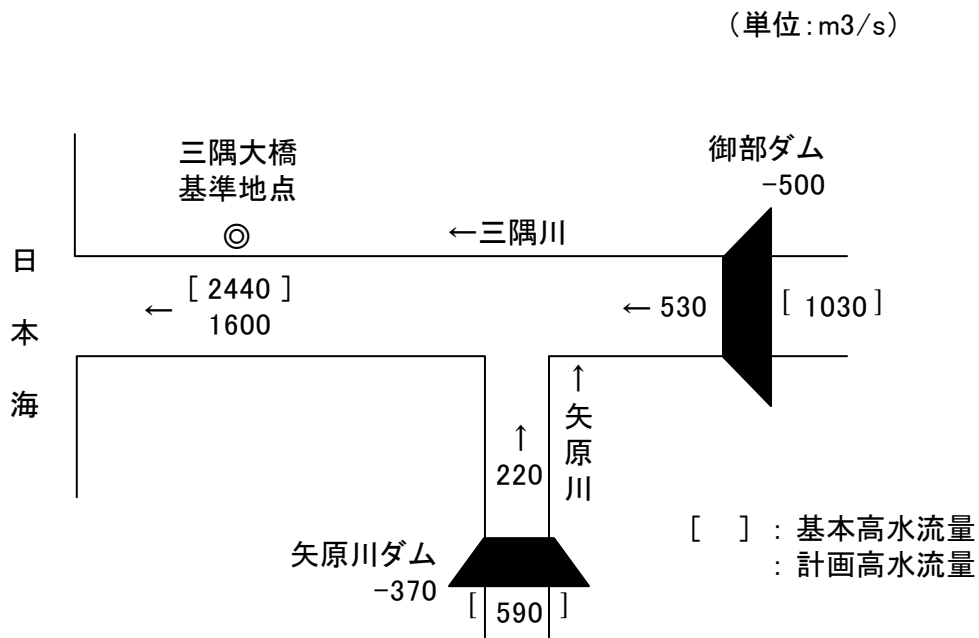 （単位：m3/s）
三隅大橋
基準地点
◎
御部ダム
-500
←三隅川
日本海
[ 2440 ]
← 1600
← 530
[ 1030 ]
↑
矢原川
↑
220
矢原川ダム
-370
[ 590 ]
[ ] : 基本高水流量
: 計画高水流量